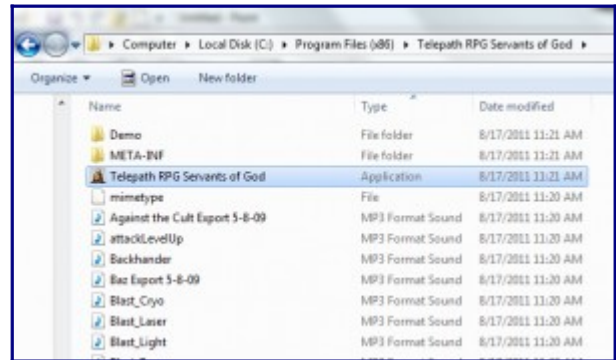 Computer ▸ Local Disk (C:) ▸ Program Files (x86) ▸ Telepath RPG Servants of God ▸
Organize Open New folder
Name Type Date modified
Demo File folder 8/17/2011 11:21 AM
META-INF File folder 8/17/2011 11:21 AM
Telepath RPG Servants of God Application 8/17/2011 11:21 AM
mimetype File 8/17/2011 11:20 AM
Against the Cult Export 5-8-09 MP3 Format Sound 8/17/2011 11:20 AM
attackLevelUp MP3 Format Sound 8/17/2011 11:20 AM
Backhander MP3 Format Sound 8/17/2011 11:20 AM
Baz Export 5-8-09 MP3 Format Sound 8/17/2011 11:20 AM
Blast_Cryo MP3 Format Sound 8/17/2011 11:20 AM
Blast_Laser MP3 Format Sound 8/17/2011 11:20 AM
Blast_Light MP3 Format Sound 8/17/2011 11:20 AM